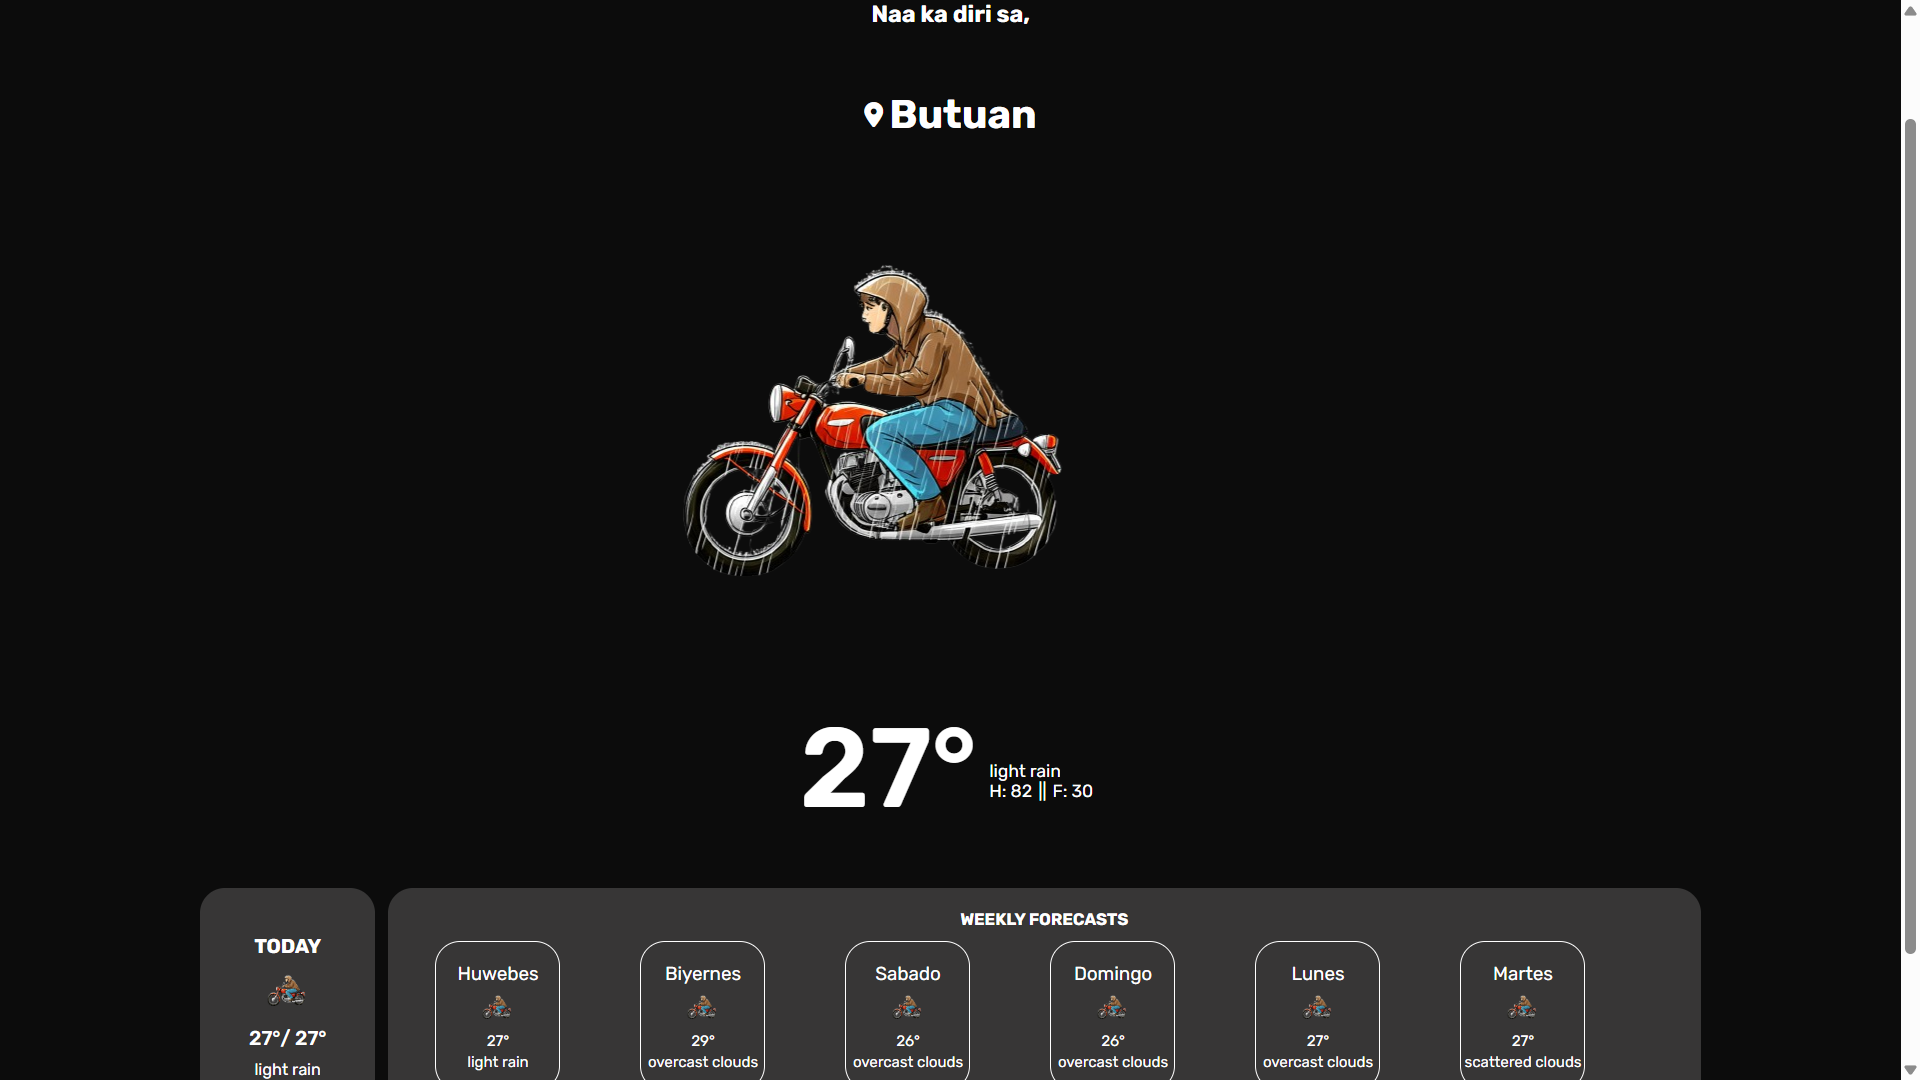 Naa ka diri sa,
Butuan
27°
light rain
H: 82 || F: 30
TODAY
27°/ 27°
light rain
WEEKLY FORECASTS
Huwebes
27°
light rain
Biyernes
29°
overcast clouds
Sabado
26°
overcast clouds
Domingo
26°
overcast clouds
Lunes
27°
overcast clouds
Martes
27°
scattered clouds